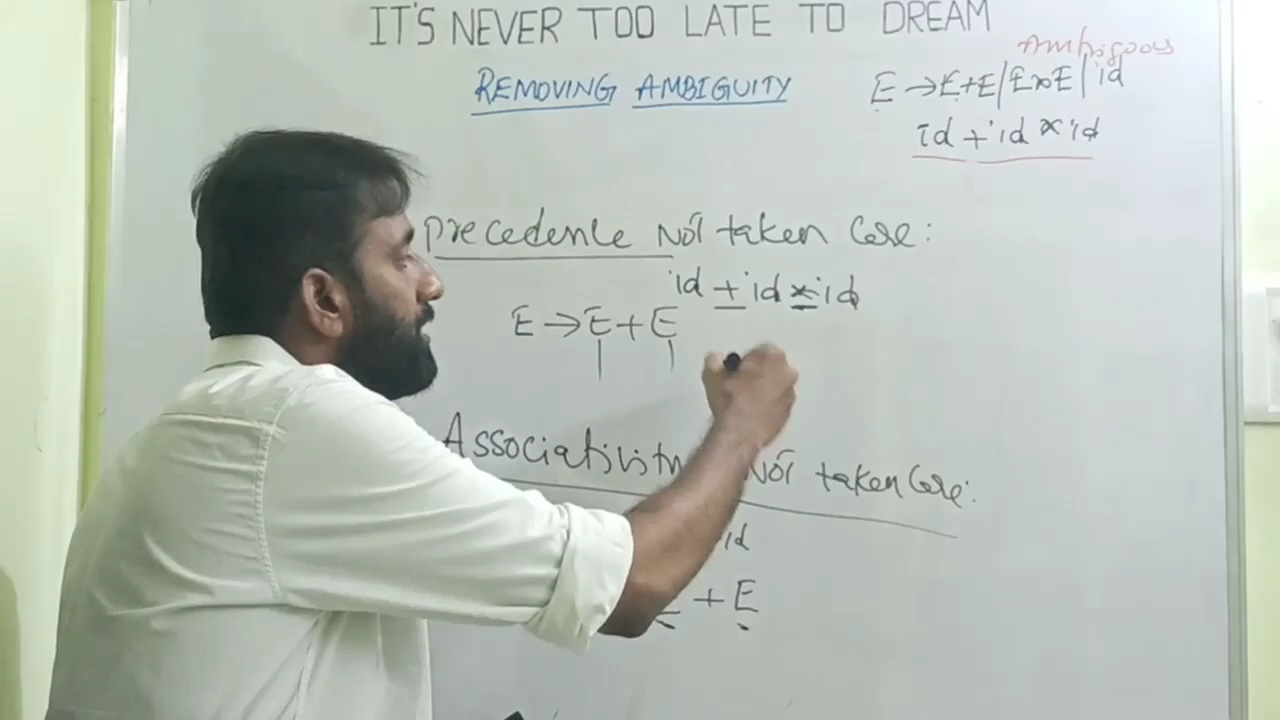 IT'S NEVER TOO LATE TO DREAM
Ambiguous
REMOVING AMBIGUITY
E → E+E/E*E/id
id + id * id
precedence Not taken Care:
id + id * id
E → E + E
Associativity Not taken Care:
id
+ E